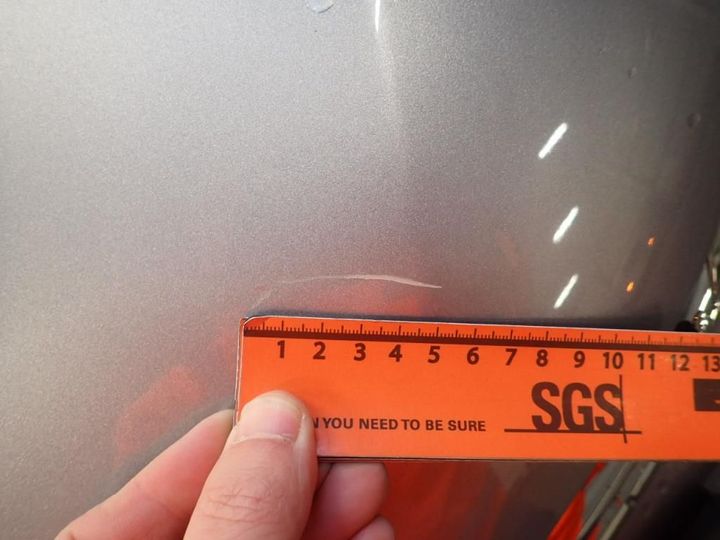 1 2 3 4 5 6 7 8 9 10 11 12 13
YOU NEED TO BE SURE
SGS